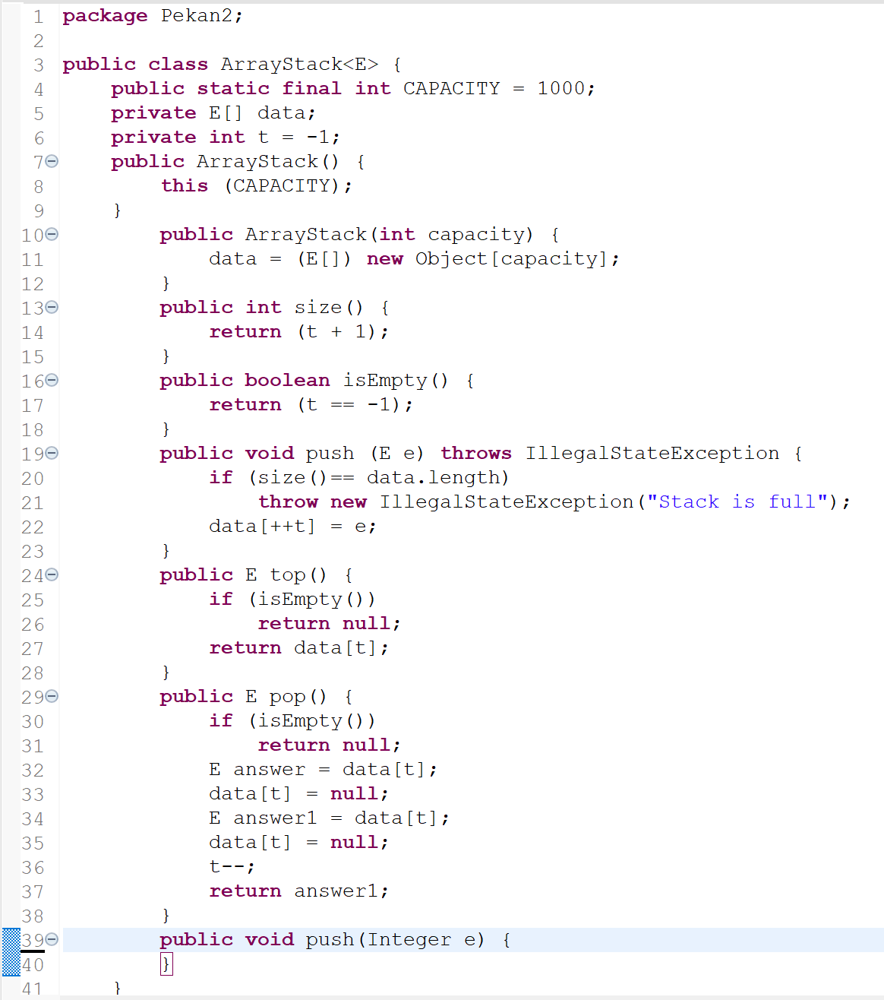 1 package Pekan2;
2
3 public class ArrayStack<E> {
4     public static final int CAPACITY = 1000;
5     private E[] data;
6     private int t = -1;
7     public ArrayStack() {
8         this (CAPACITY);
9     }
10         public ArrayStack(int capacity) {
11             data = (E[]) new Object[capacity];
12         }
13         public int size() {
14             return (t + 1);
15         }
16         public boolean isEmpty() {
17             return (t == -1);
18         }
19         public void push (E e) throws IllegalStateException {
20             if (size()== data.length)
21                 throw new IllegalStateException("Stack is full");
22             data[++t] = e;
23         }
24         public E top() {
25             if (isEmpty())
26                 return null;
27             return data[t];
28         }
29         public E pop() {
30             if (isEmpty())
31                 return null;
32             E answer = data[t];
33             data[t] = null;
34             E answer1 = data[t];
35             data[t] = null;
36             t--;
37             return answer1;
38         }
39         public void push(Integer e) {
40         }
41     }